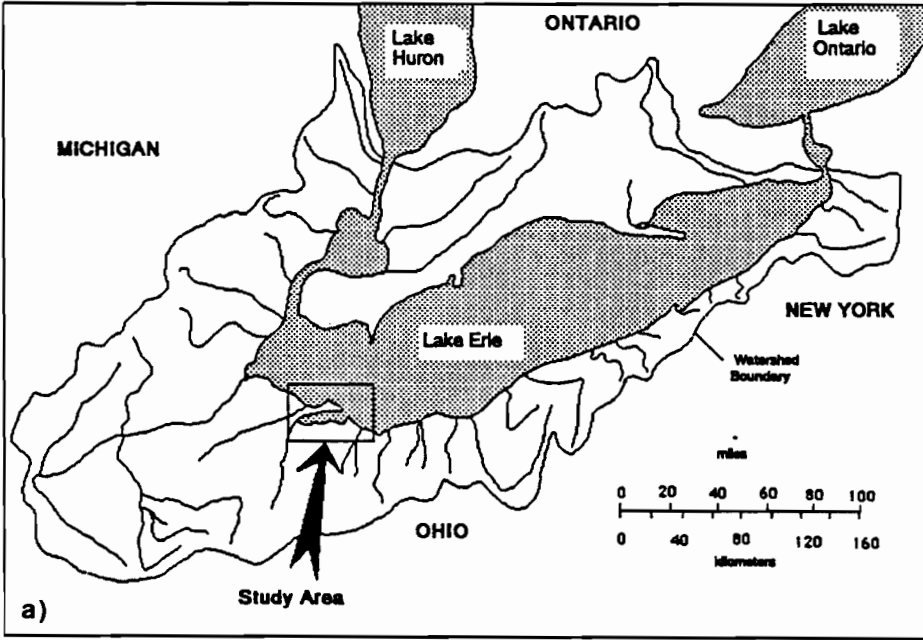 Lake
Huron
ONTARIO
Lake
Ontario
MICHIGAN
NEW YORK
Lake Erie
Watershed
Boundary
miles
0 20 40 60 80 100
0 40 80 120 160
kilometers
OHIO
Study Area
a)